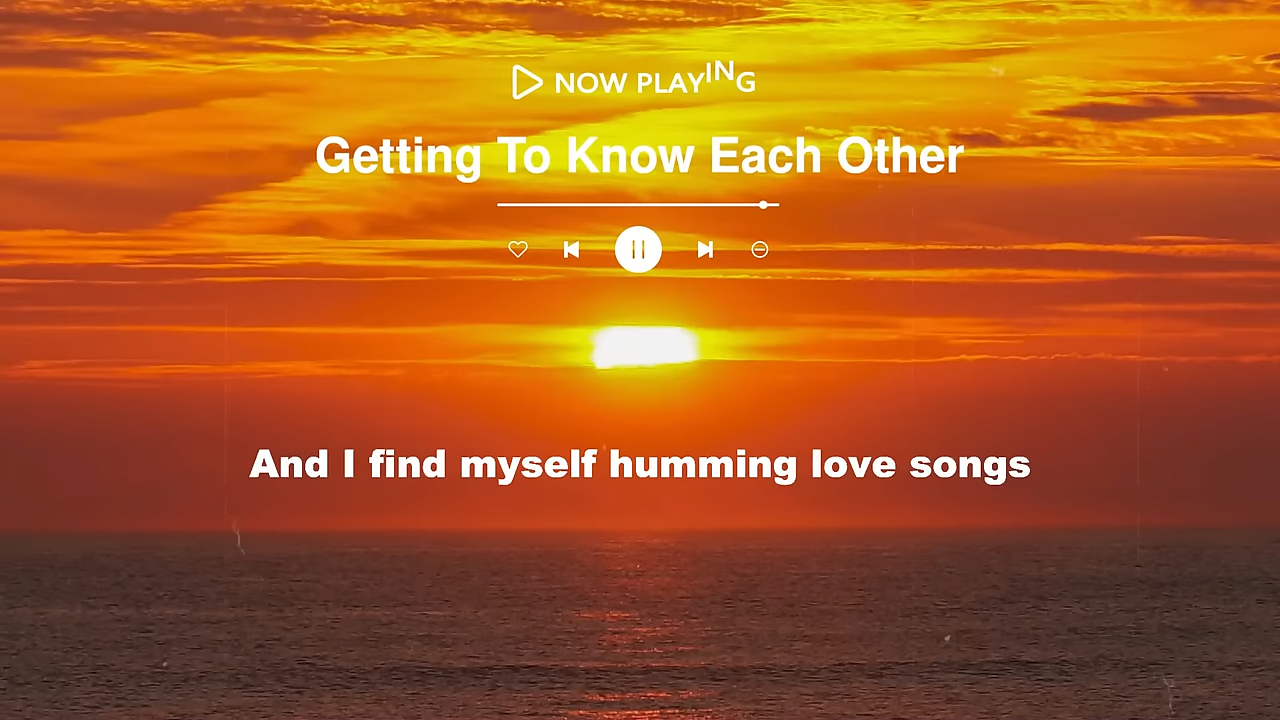 NOW PLAYING
Getting To Know Each Other
And I find myself humming love songs